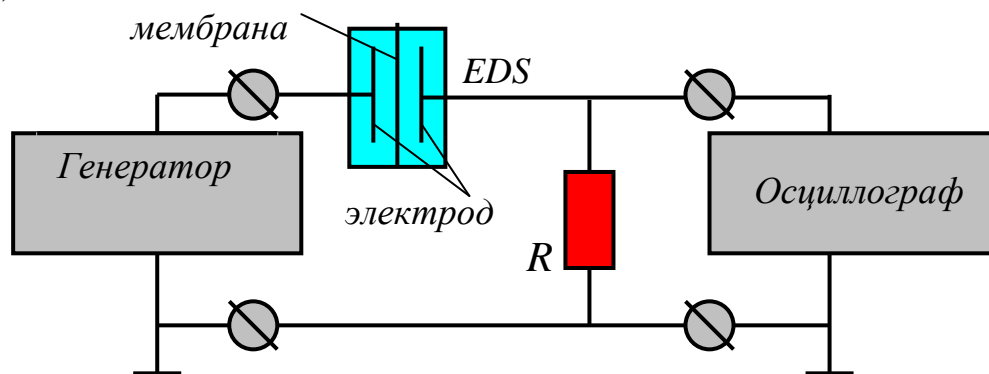 мембрана
EDS
Генератор
Осциллограф
электрод
R